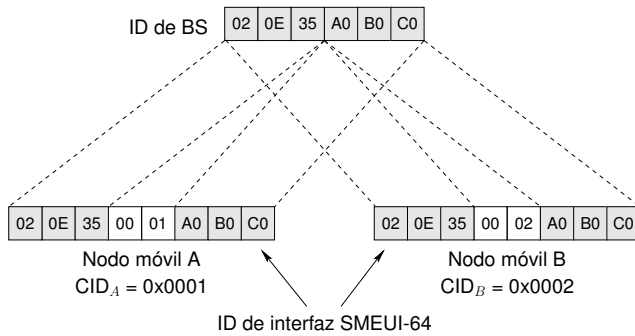 ID de BS
02 0E 35 A0 B0 C0
02 0E 35 00 01 A0 B0 C0
02 0E 35 00 02 A0 B0 C0
Nodo móvil A
Nodo móvil B
CID_A = 0x0001
CID_B = 0x0002
ID de interfaz SMEUI-64